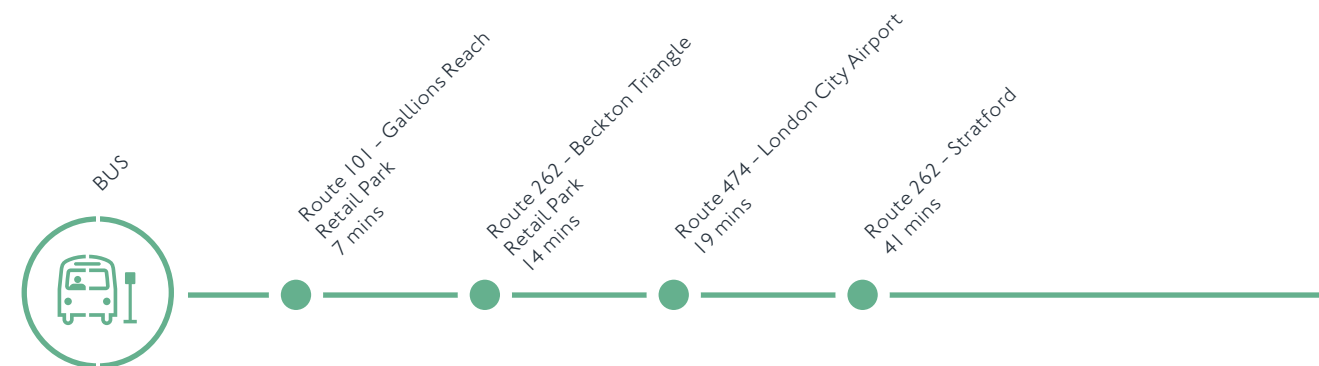 BUS
Route 101 – Gallions Reach
Retail Park
7 mins
Route 262 – Beckton Triangle
Retail Park
14 mins
Route 474 – London City Airport
19 mins
Route 262 – Stratford
41 mins